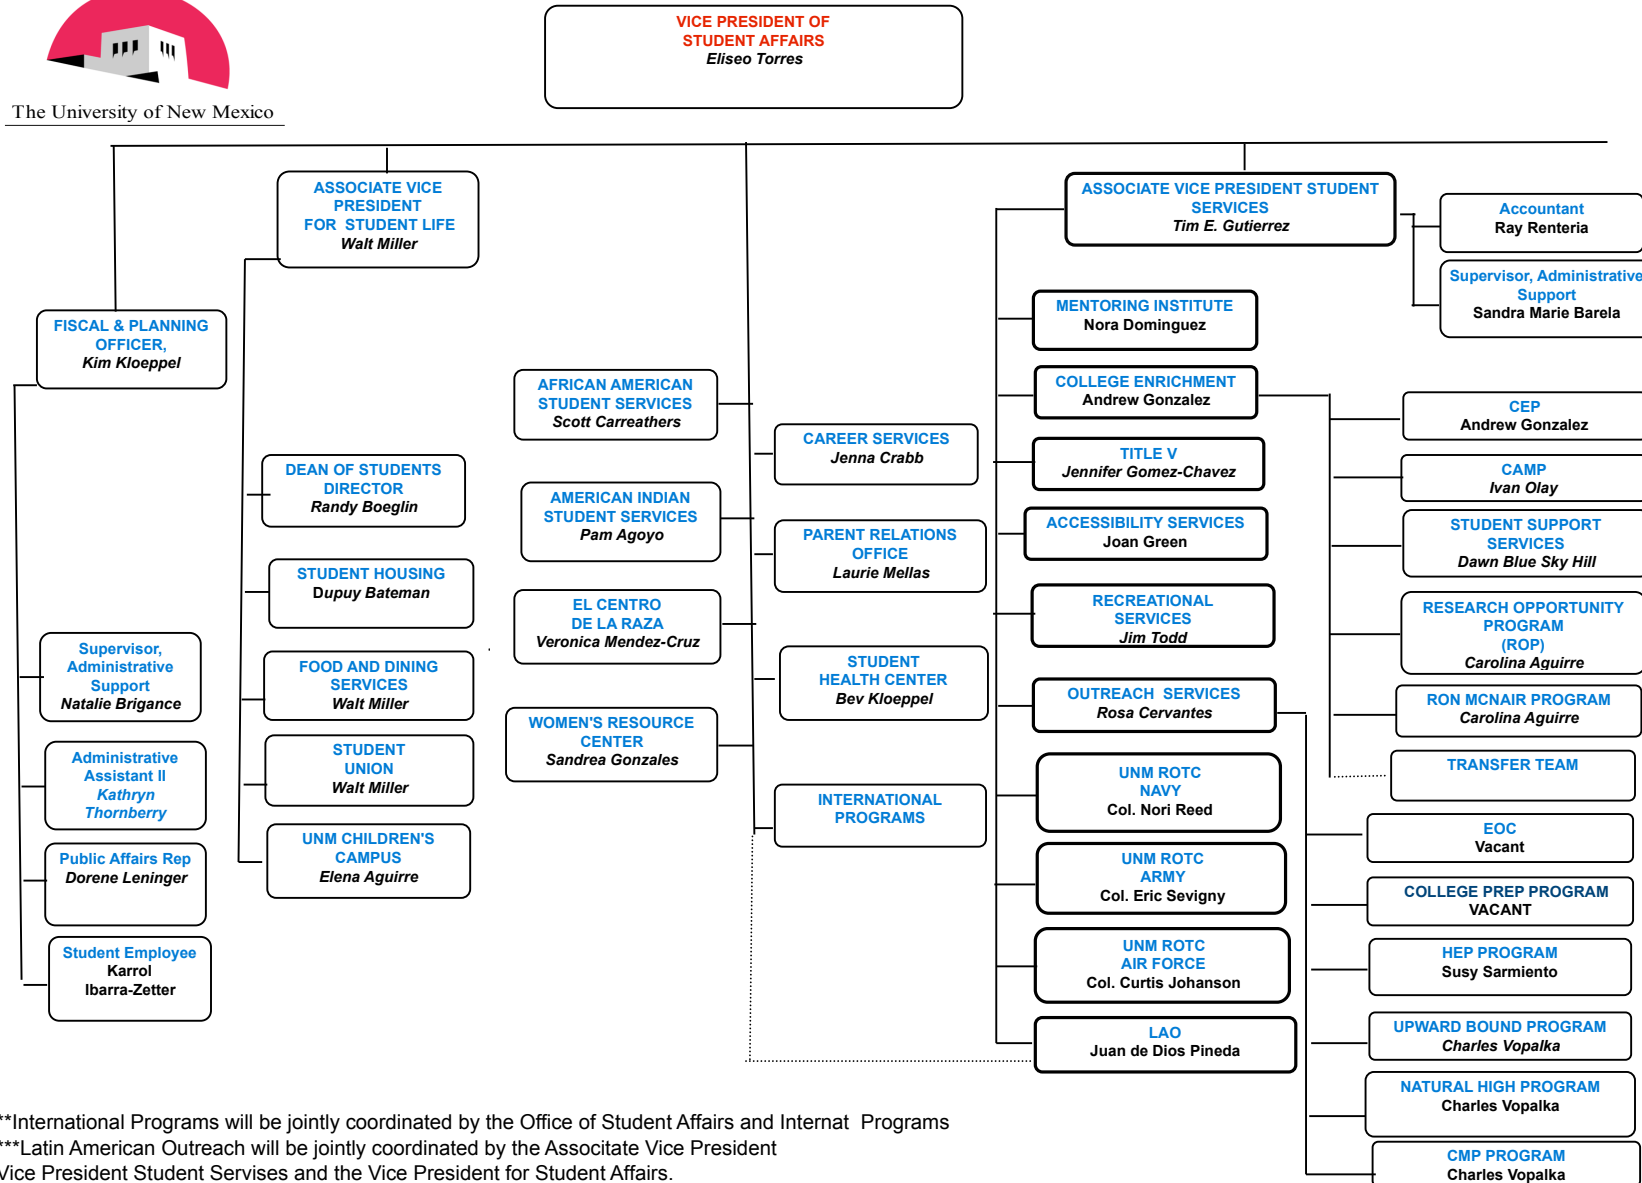 The University of New Mexico
VICE PRESIDENT OF
STUDENT AFFAIRS
Eliseo Torres
ASSOCIATE VICE
PRESIDENT
FOR STUDENT LIFE
Walt Miller
ASSOCIATE VICE PRESIDENT STUDENT
SERVICES
Tim E. Gutierrez
Accountant
Ray Renteria
Supervisor, Administrative
Support
Sandra Marie Barela
FISCAL & PLANNING
OFFICER,
Kim Kloeppel
Supervisor,
Administrative
Support
Natalie Brigance
Administrative
Assistant II
Kathryn
Thornberry
Public Affairs Rep
Dorene Leninger
Student Employee
Karrol
Ibarra-Zetter
DEAN OF STUDENTS
DIRECTOR
Randy Boeglin
STUDENT HOUSING
Dupuy Bateman
FOOD AND DINING
SERVICES
Walt Miller
STUDENT
UNION
Walt Miller
UNM CHILDREN'S
CAMPUS
Elena Aguirre
AFRICAN AMERICAN
STUDENT SERVICES
Scott Carreathers
AMERICAN INDIAN
STUDENT SERVICES
Pam Agoyo
EL CENTRO
DE LA RAZA
Veronica Mendez-Cruz
WOMEN'S RESOURCE
CENTER
Sandrea Gonzales
CAREER SERVICES
Jenna Crabb
PARENT RELATIONS
OFFICE
Laurie Mellas
STUDENT
HEALTH CENTER
Bev Kloeppel
INTERNATIONAL
PROGRAMS
MENTORING INSTITUTE
Nora Dominguez
COLLEGE ENRICHMENT
Andrew Gonzalez
TITLE V
Jennifer Gomez-Chavez
ACCESSIBILITY SERVICES
Joan Green
RECREATIONAL
SERVICES
Jim Todd
OUTREACH SERVICES
Rosa Cervantes
UNM ROTC
NAVY
Col. Nori Reed
UNM ROTC
ARMY
Col. Eric Sevigny
UNM ROTC
AIR FORCE
Col. Curtis Johanson
LAO
Juan de Dios Pineda
CEP
Andrew Gonzalez
CAMP
Ivan Olay
STUDENT SUPPORT
SERVICES
Dawn Blue Sky Hill
RESEARCH OPPORTUNITY
PROGRAM
(ROP)
Carolina Aguirre
RON MCNAIR PROGRAM
Carolina Aguirre
TRANSFER TEAM
EOC
Vacant
COLLEGE PREP PROGRAM
VACANT
HEP PROGRAM
Susy Sarmiento
UPWARD BOUND PROGRAM
Charles Vopalka
NATURAL HIGH PROGRAM
Charles Vopalka
CMP PROGRAM
Charles Vopalka
**International Programs will be jointly coordinated by the Office of Student Affairs and Internat Programs
***Latin American Outreach will be jointly coordinated by the Associtate Vice President
Vice President Student Servises and the Vice President for Student Affairs.